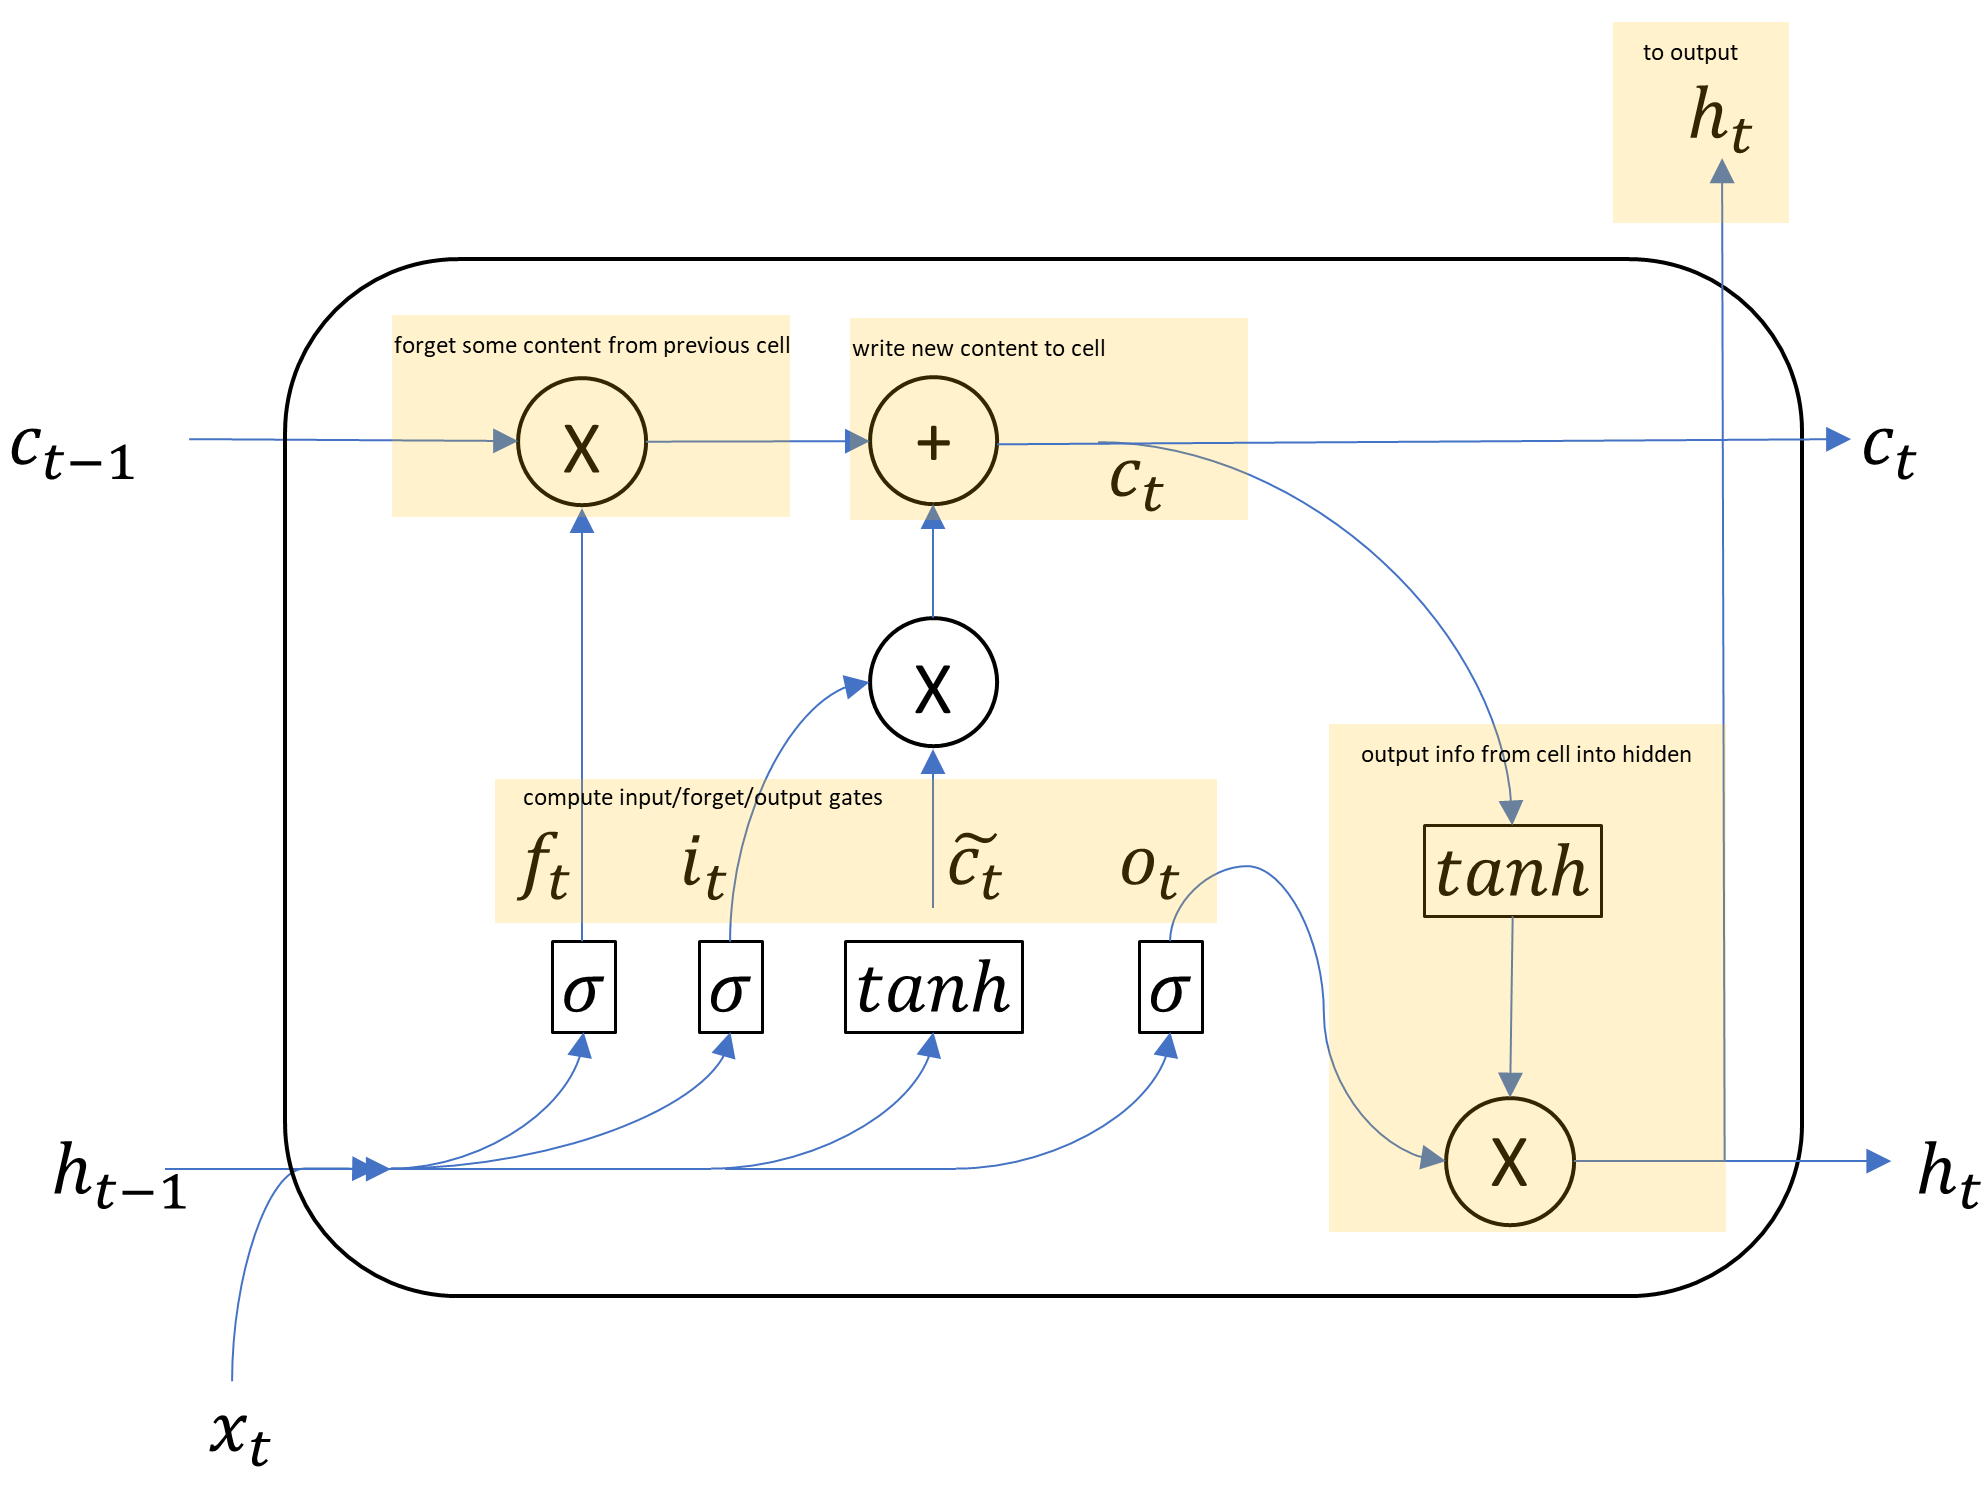 to output
h_t
forget some content from previous cell
write new content to cell
X
+
c_{t-1}
c_t
c_t
X
output info from cell into hidden
compute input/forget/output gates
f_t i_t c̃_t o_t
tanh
σ σ tanh σ
X
h_{t-1}
h_t
x_t